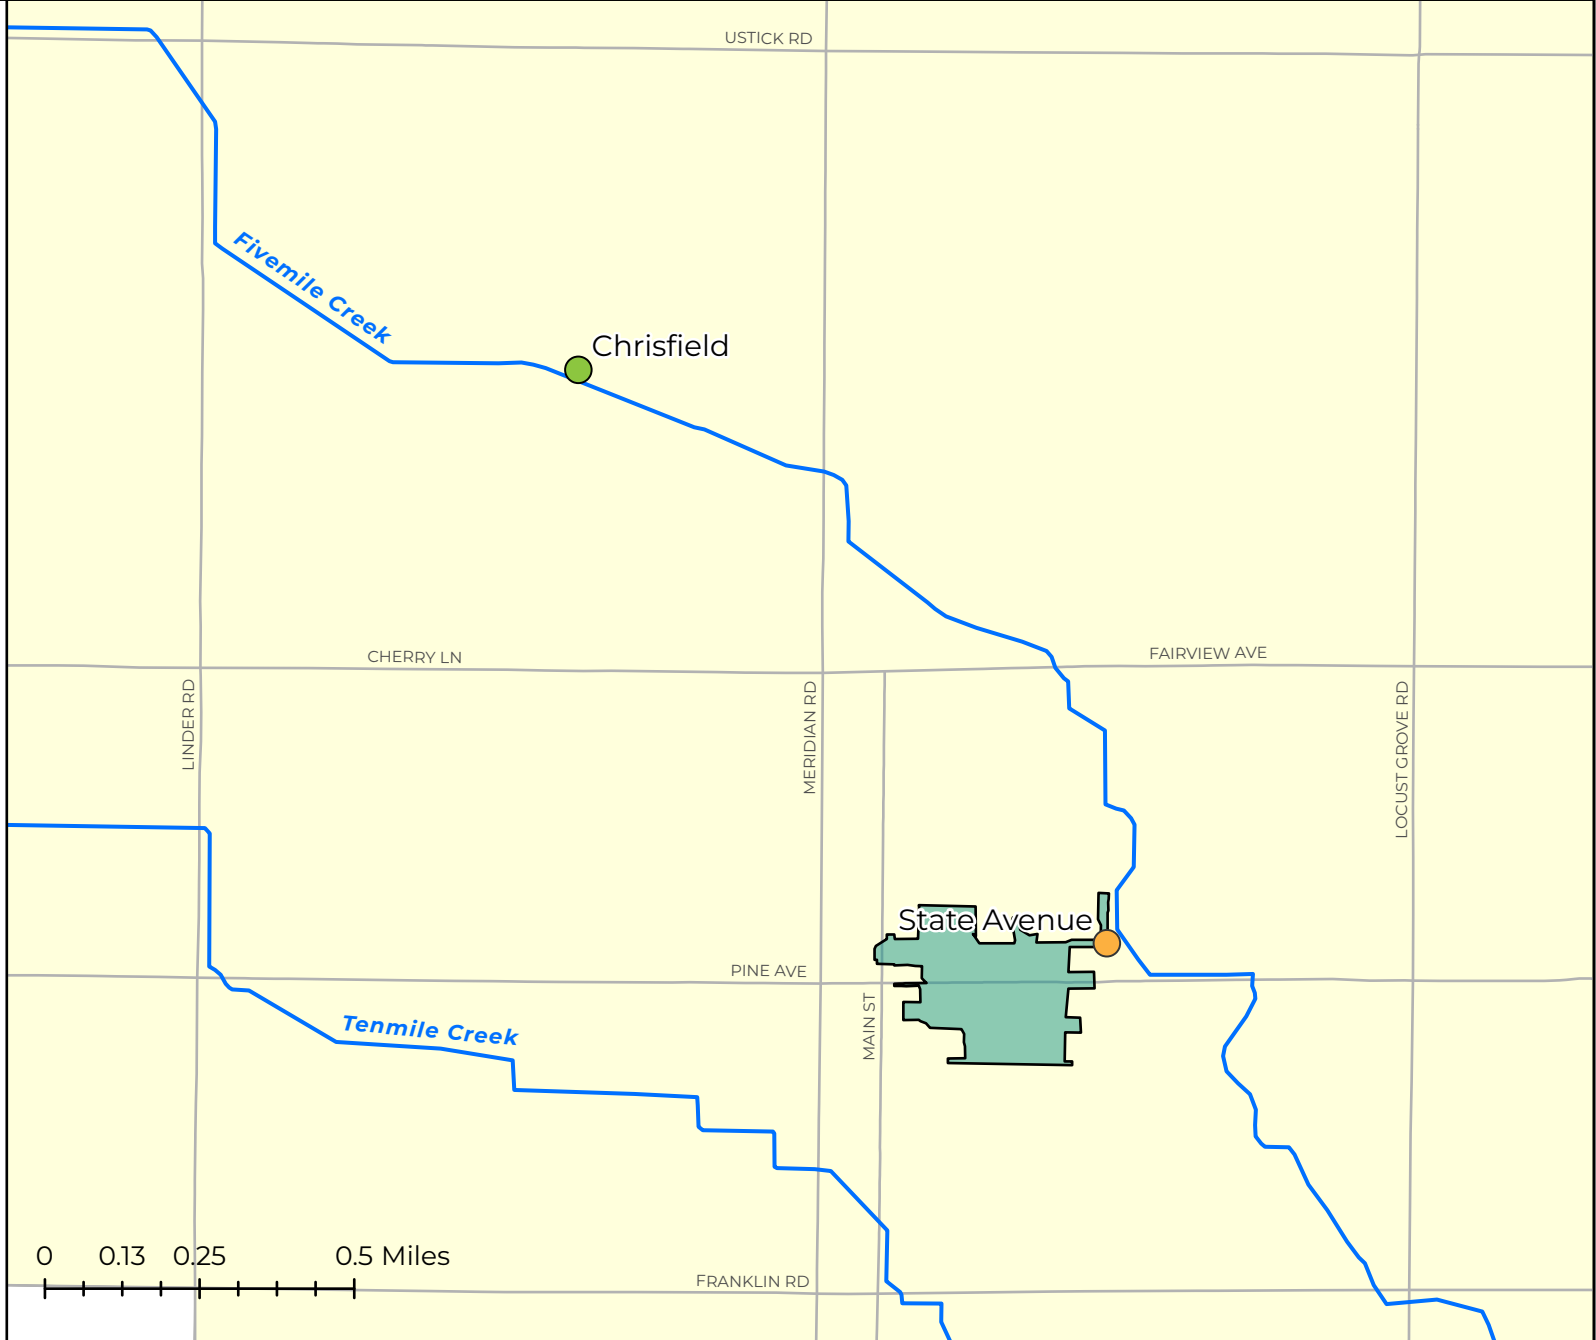 USTICK RD
Fivemile Creek
Chrisfield
CHERRY LN
FAIRVIEW AVE
LINDER RD
MERIDIAN RD
LOCUST GROVE RD
State Avenue
PINE AVE
MAIN ST
Tenmile Creek
0 0.13 0.25 0.5 Miles
FRANKLIN RD